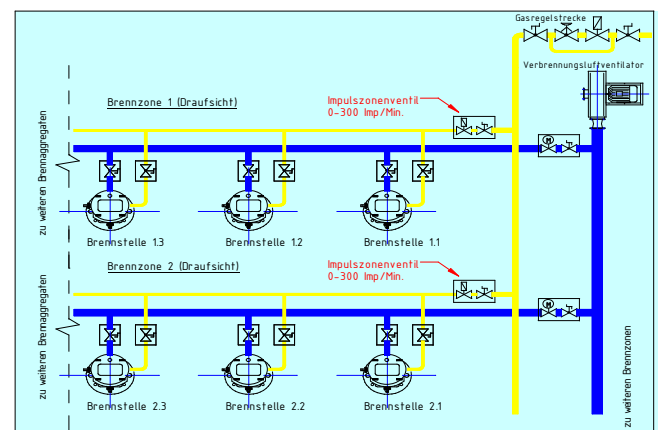 Gasregelstrecke
Verbrennungsluftventilator
Brennzone 1 (Draufsicht)
Impulszonenventil
0-300 Imp/Min.
zu weiteren Brennaggregaten
M
Brennstelle 1.3
Brennstelle 1.2
Brennstelle 1.1
Brennzone 2 (Draufsicht)
Impulszonenventil
0-300 Imp/Min.
zu weiteren Brennaggregaten
M
Brennstelle 2.3
Brennstelle 2.2
Brennstelle 2.1
zu weiteren Brennzonen